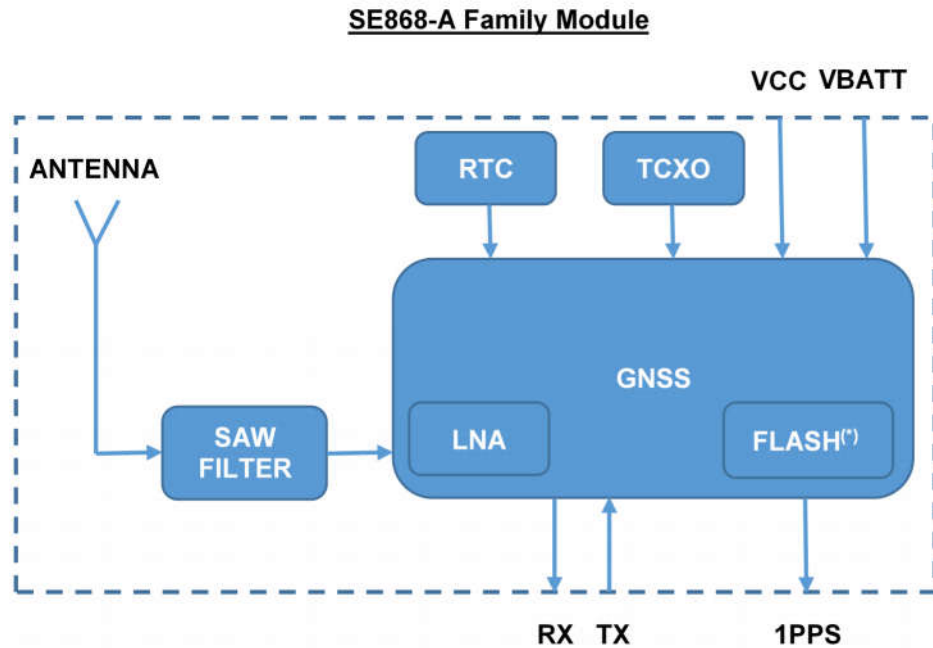 SE868-A Family Module
VCC VBATT
ANTENNA
RTC
TCXO
GNSS
SAW
FILTER
LNA
FLASH(*)
RX TX
1PPS